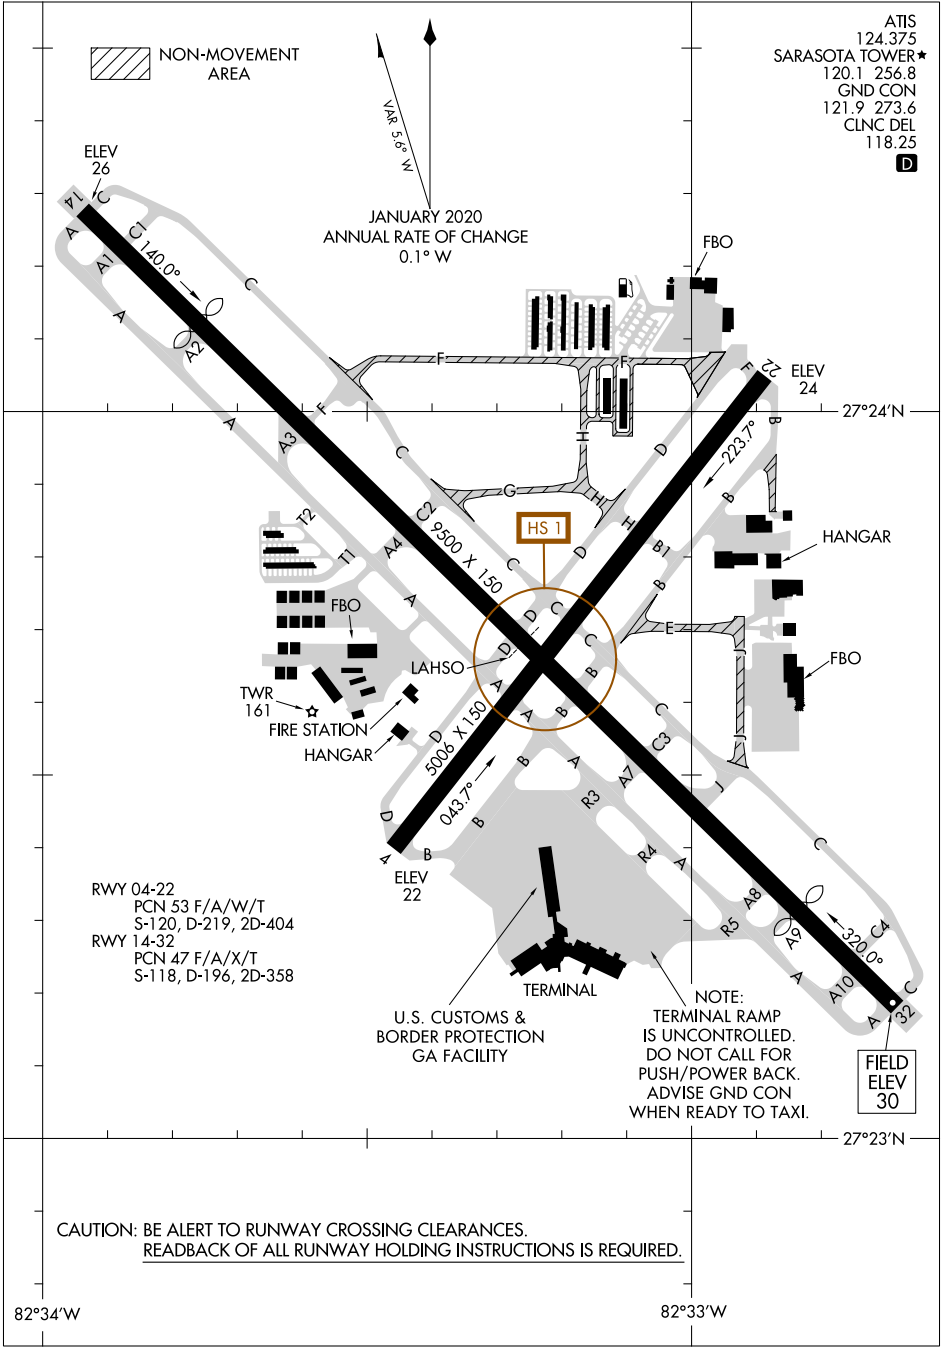 ATIS
124.375
SARASOTA TOWER★
120.1 256.8
GND CON
121.9 273.6
CLNC DEL
118.25
D
NON-MOVEMENT
AREA
VAR 5.6° W
JANUARY 2020
ANNUAL RATE OF CHANGE
0.1° W
ELEV
26
14
C
A
C1
A1
140.0°
C
A
A2
FBO
F
F
F
22
ELEV
24
27°24'N
F
A
A3
H
D
B
223.7°
C
G
H
B
T2
C2
H
HS 1
9500 X 150
B1
HANGAR
T1
A4
C
D
B
A
FBO
D
C
E
C
J
LAHSO
D
B
FBO
A
TWR
161
FIRE STATION
A
B
C
HANGAR
D
5006 X 150
C3
J
B
A
A7
J
043.7°
R3
D
B
C
4
B
R4
A
ELEV
22
RWY 04-22
PCN 53 F/A/W/T
S-120, D-219, 2D-404
RWY 14-32
PCN 47 F/A/X/T
S-118, D-196, 2D-358
A8
R5
A9
C4
320.0°
A
A10
C
A
32
TERMINAL
U.S. CUSTOMS &
BORDER PROTECTION
GA FACILITY
NOTE:
TERMINAL RAMP
IS UNCONTROLLED.
DO NOT CALL FOR
PUSH/POWER BACK.
ADVISE GND CON
WHEN READY TO TAXI.
FIELD
ELEV
30
27°23'N
CAUTION: BE ALERT TO RUNWAY CROSSING CLEARANCES.
READBACK OF ALL RUNWAY HOLDING INSTRUCTIONS IS REQUIRED.
82°34'W
82°33'W